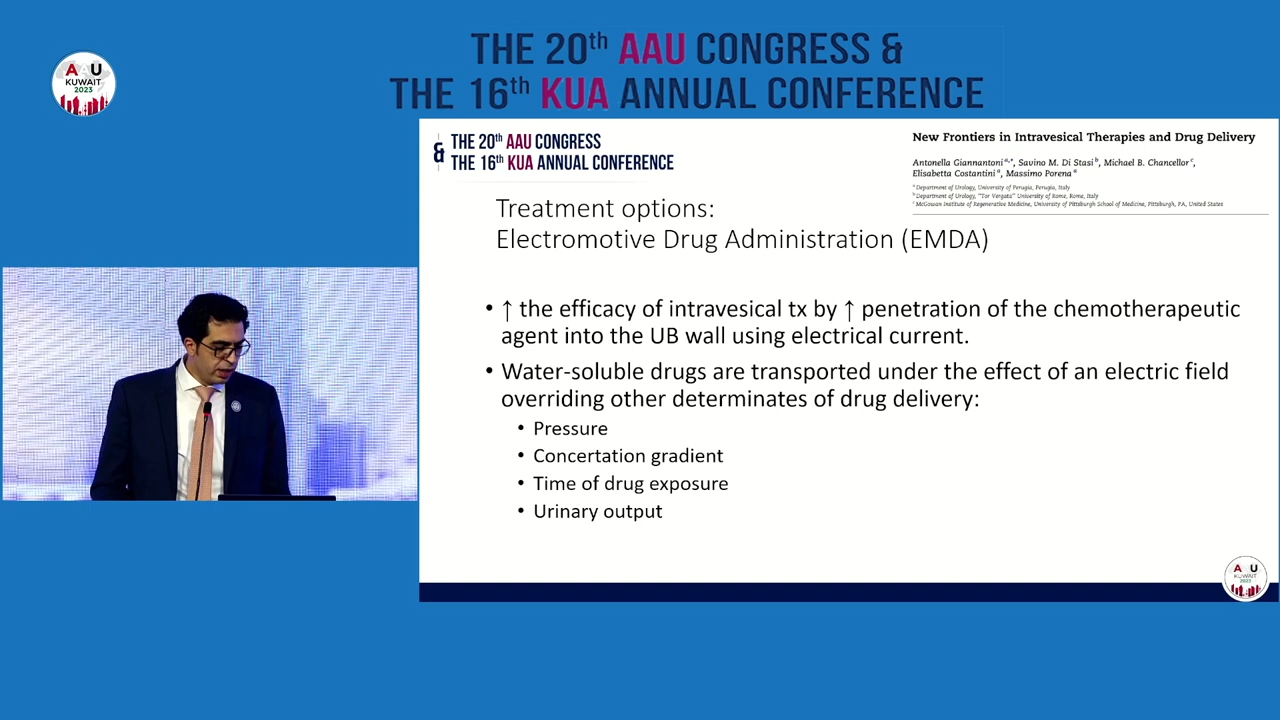 THE 20th AAU CONGRESS &
THE 16th KUA ANNUAL CONFERENCE
AAU
KUWAIT
2023
& THE 20th AAU CONGRESS
THE 16th KUA ANNUAL CONFERENCE
New Frontiers in Intravesical Therapies and Drug Delivery
Antonella Giannantoni a,*, Savino M. Di Stasi b, Michael B. Chancellor c,
Elisabetta Costantini a, Massimo Porena a
a Department of Urology, University of Perugia, Perugia, Italy
b Department of Urology, "Tor Vergata" University of Rome, Rome, Italy
c McGowan Institute of Regenerative Medicine, University of Pittsburgh School of Medicine, Pittsburgh, PA, United States
Treatment options:
Electromotive Drug Administration (EMDA)
• ↑ the efficacy of intravesical tx by ↑ penetration of the chemotherapeutic
agent into the UB wall using electrical current.
• Water-soluble drugs are transported under the effect of an electric field
overriding other determinates of drug delivery:
• Pressure
• Concertation gradient
• Time of drug exposure
• Urinary output
AAU
KUWAIT
2023